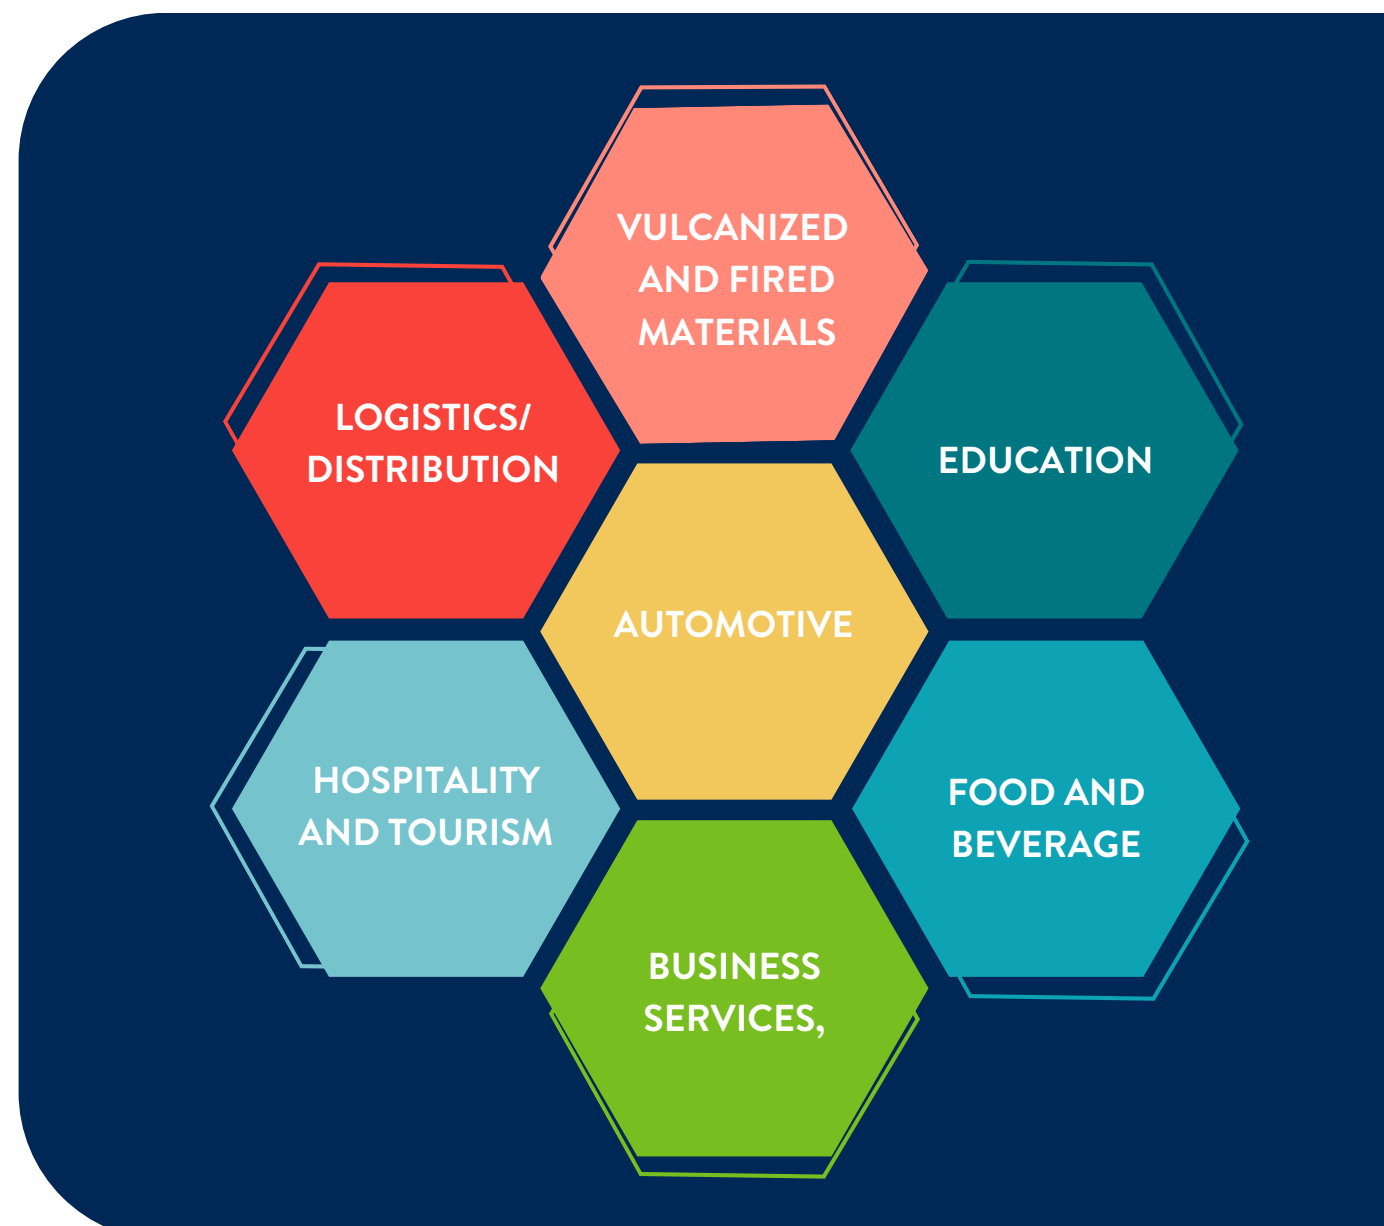 VULCANIZED
AND FIRED
MATERIALS
LOGISTICS/
DISTRIBUTION
EDUCATION
AUTOMOTIVE
HOSPITALITY
AND TOURISM
FOOD AND
BEVERAGE
BUSINESS
SERVICES,